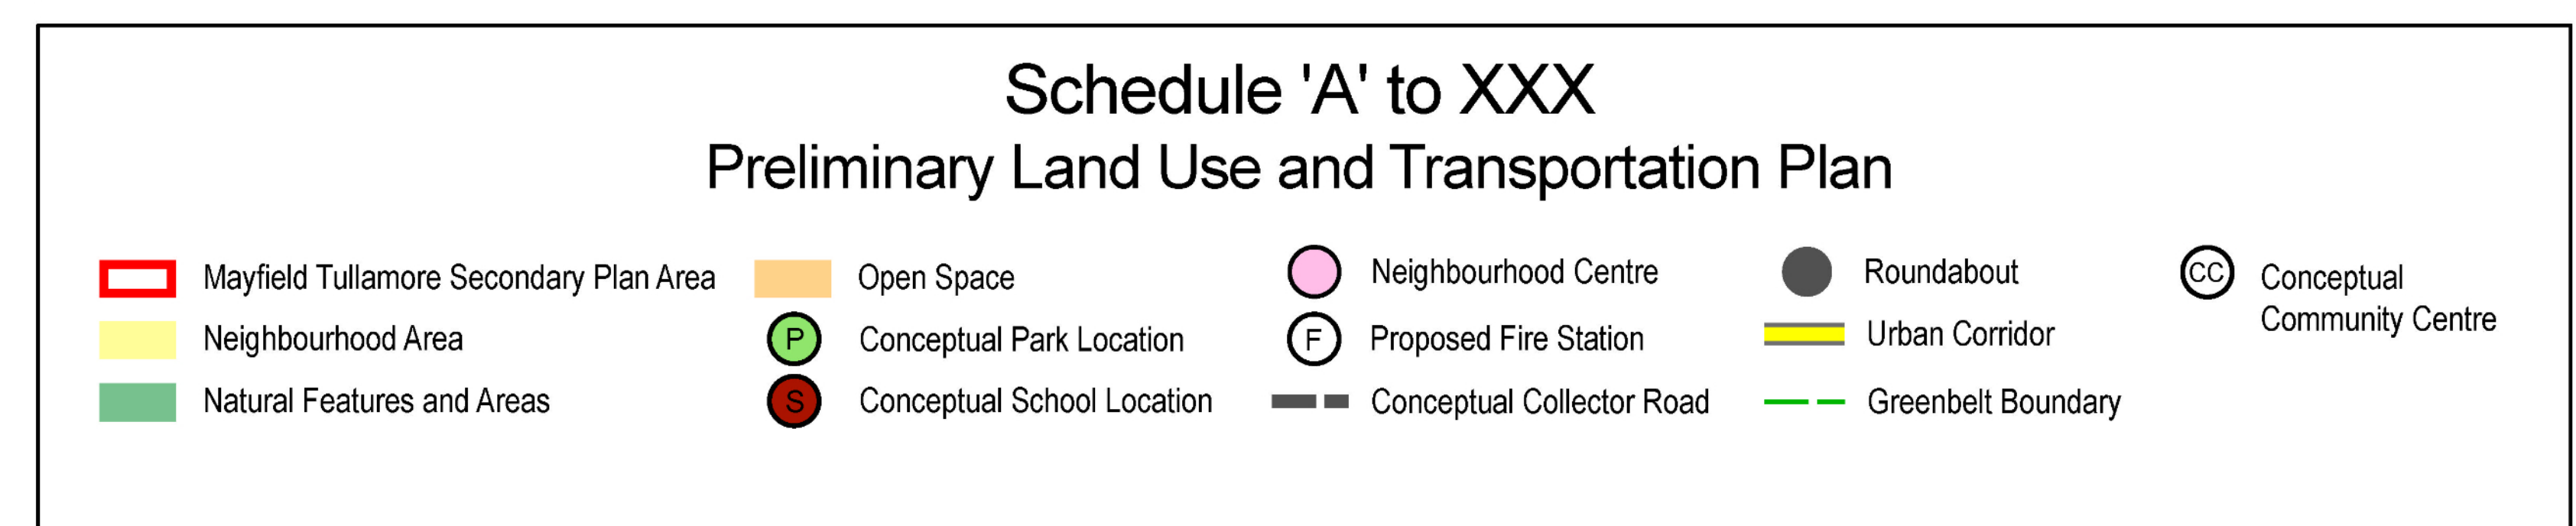 Schedule 'A' to XXX
Preliminary Land Use and Transportation Plan
Mayfield Tullamore Secondary Plan Area
Neighbourhood Area
Natural Features and Areas
Open Space
P Conceptual Park Location
S Conceptual School Location
Neighbourhood Centre
F Proposed Fire Station
Conceptual Collector Road
Roundabout
Urban Corridor
Greenbelt Boundary
CC Conceptual
Community Centre